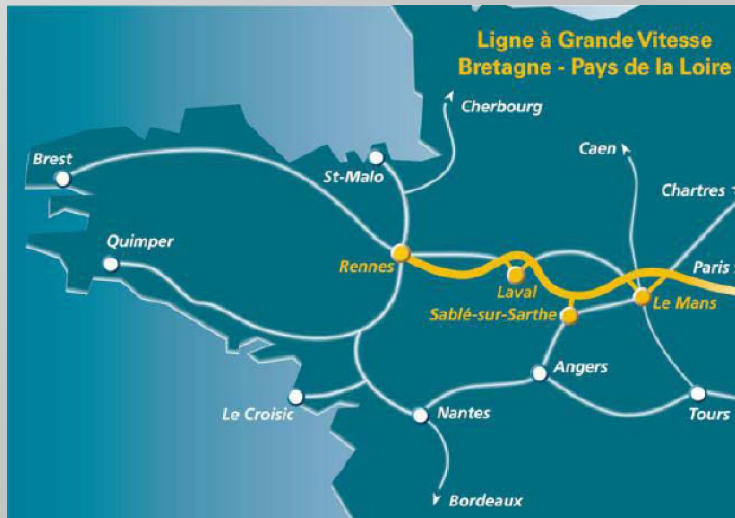 Ligne à Grande Vitesse
Bretagne - Pays de la Loire
Cherbourg
Caen
Brest
St-Malo
Chartres
Quimper
Rennes
Paris
Laval
Le Mans
Sablé-sur-Sarthe
Angers
Le Croisic
Nantes
Tours
Bordeaux